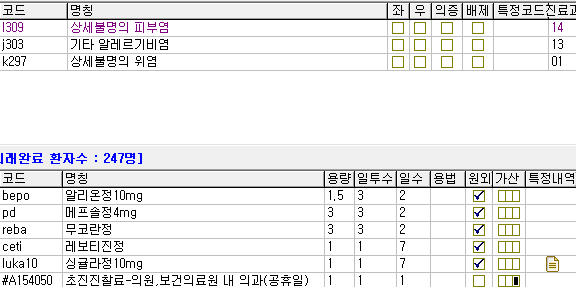 코드 명칭 좌 우 의증 배제 특정코드 진료과
l309 상세불명의 피부염 14
j303 기타 알레르기비염 13
k297 상세불명의 위염 01
외래완료 환자수 : 247명]
코드 명칭 용량 일투수 일수 용법 원외 가산 특정내역
bepo 알리온정10mg 1.5 3 2
pd 메프솔정4mg 3 3 2
reba 무코란정 3 3 2
ceti 레보티진정 1 1 7
luka10 싱귤라정10mg 1 1 7
#A154050 초진진찰료-의원,보건의료원 내 의과(공휴일) 1 1 1